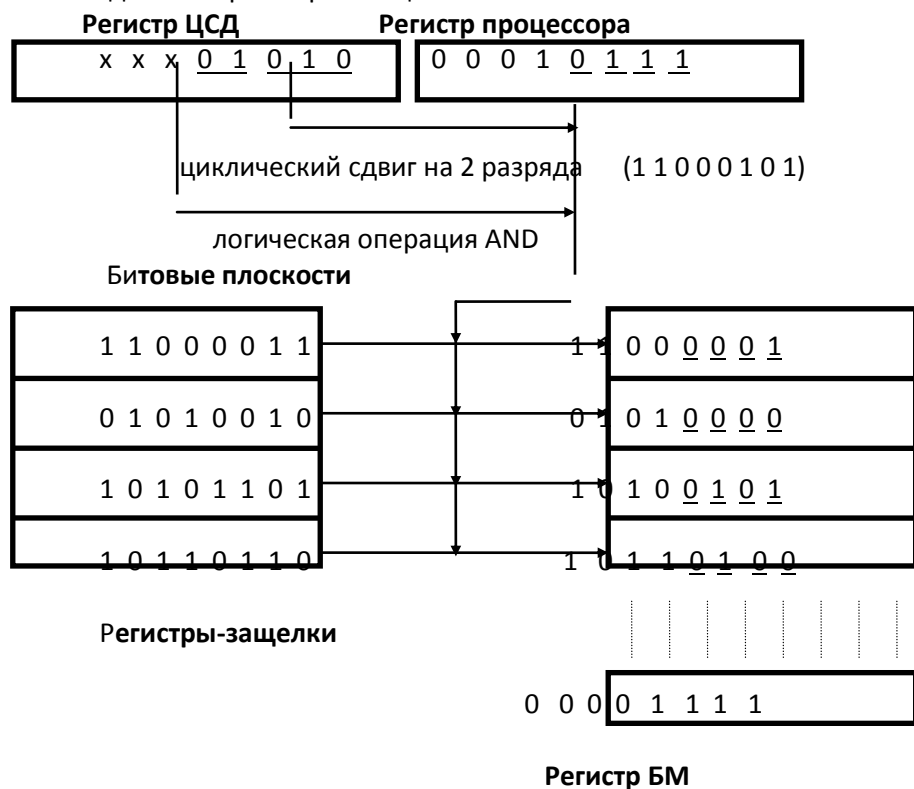 Регистр ЦСД Регистр процессора
x x x 0 1 0 1 0 0 0 0 1 0 1 1 1
циклический сдвиг на 2 разряда (1 1 0 0 0 1 0 1)
логическая операция AND
Битовые плоскости
1 1 0 0 0 0 1 1 1 1 0 0 0 0 0 1
0 1 0 1 0 0 1 0 0 1 0 1 0 0 0 0
1 0 1 0 1 1 0 1 1 0 1 0 0 1 0 1
1 0 1 1 0 1 1 0 1 0 1 1 0 1 0 0
Регистры-защелки
0 0 0 0 1 1 1 1
Регистр БМ